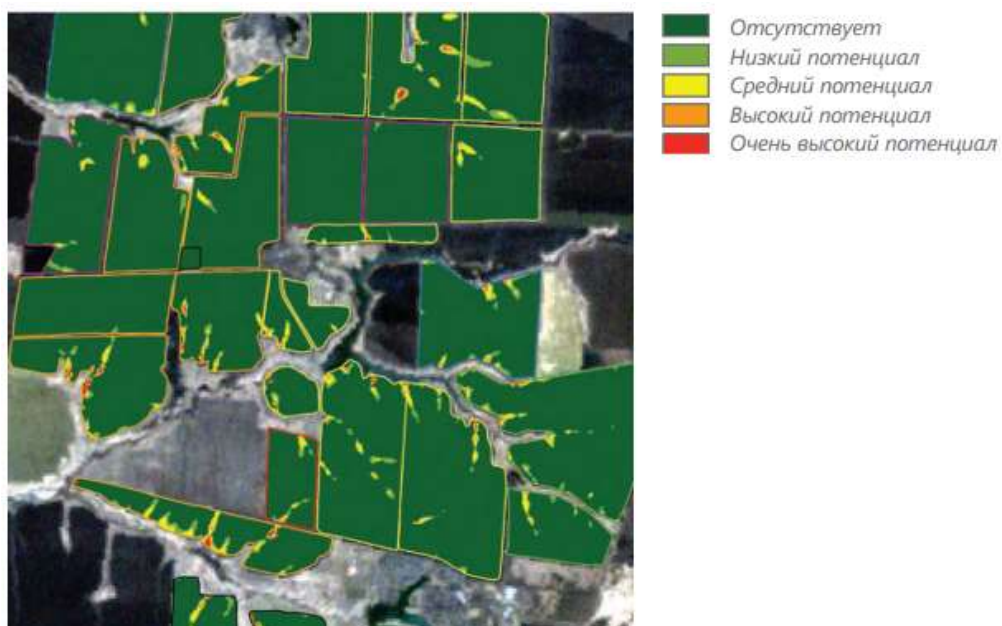 Отсутствует
Низкий потенциал
Средний потенциал
Высокий потенциал
Очень высокий потенциал